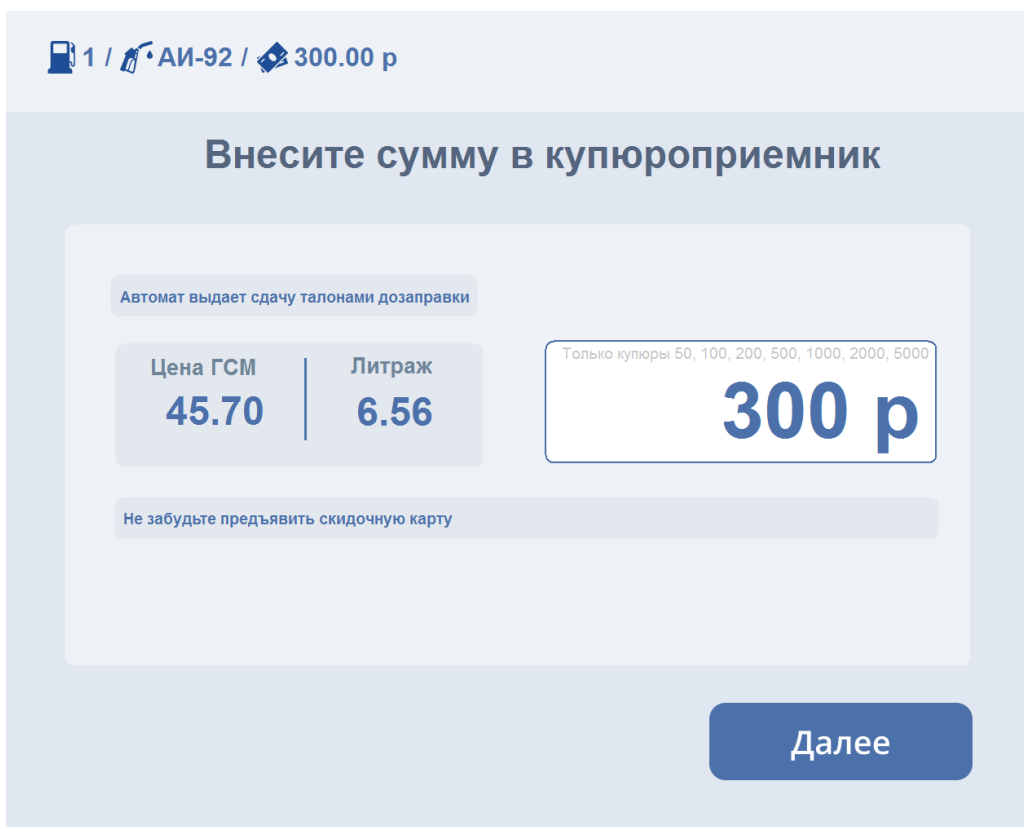 1 / АИ-92 / 300.00 р
Внесите сумму в купюроприемник
Автомат выдает сдачу талонами дозаправки
Цена ГСМ
45.70
Литраж
6.56
Только купюры 50, 100, 200, 500, 1000, 2000, 5000
300 р
Не забудьте предъявить скидочную карту
Далее